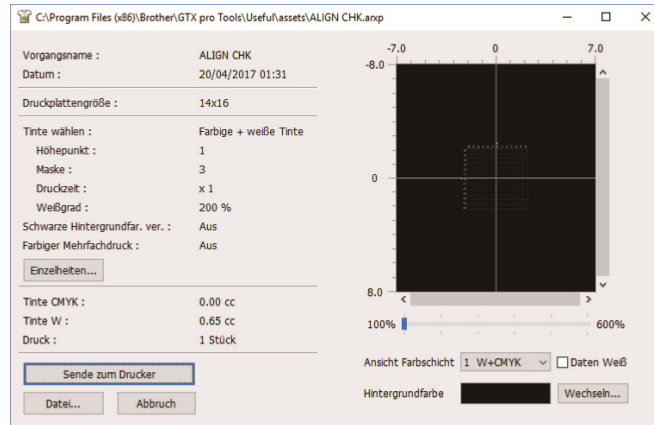 C:\Program Files (x86)\Brother\GTX pro Tools\Useful\assets\ALIGN CHK.arxp
Vorgangsname : ALIGN CHK
Datum : 20/04/2017 01:31
Druckplattengröße : 14x16
Tinte wählen : Farbige + weiße Tinte
Höhepunkt : 1
Maske : 3
Druckzeit : x 1
Weißgrad : 200 %
Schwarze Hintergrundfar. ver. : Aus
Farbiger Mehrfachdruck : Aus
Einzelheiten...
Tinte CMYK : 0.00 cc
Tinte W : 0.65 cc
Druck : 1 Stück
Sende zum Drucker
Datei... Abbruch
-7.0 0 7.0
-8.0
0
8.0
100% 600%
Ansicht Farbschicht 1 W+CMYK Daten Weiß
Hintergrundfarbe Wechseln...